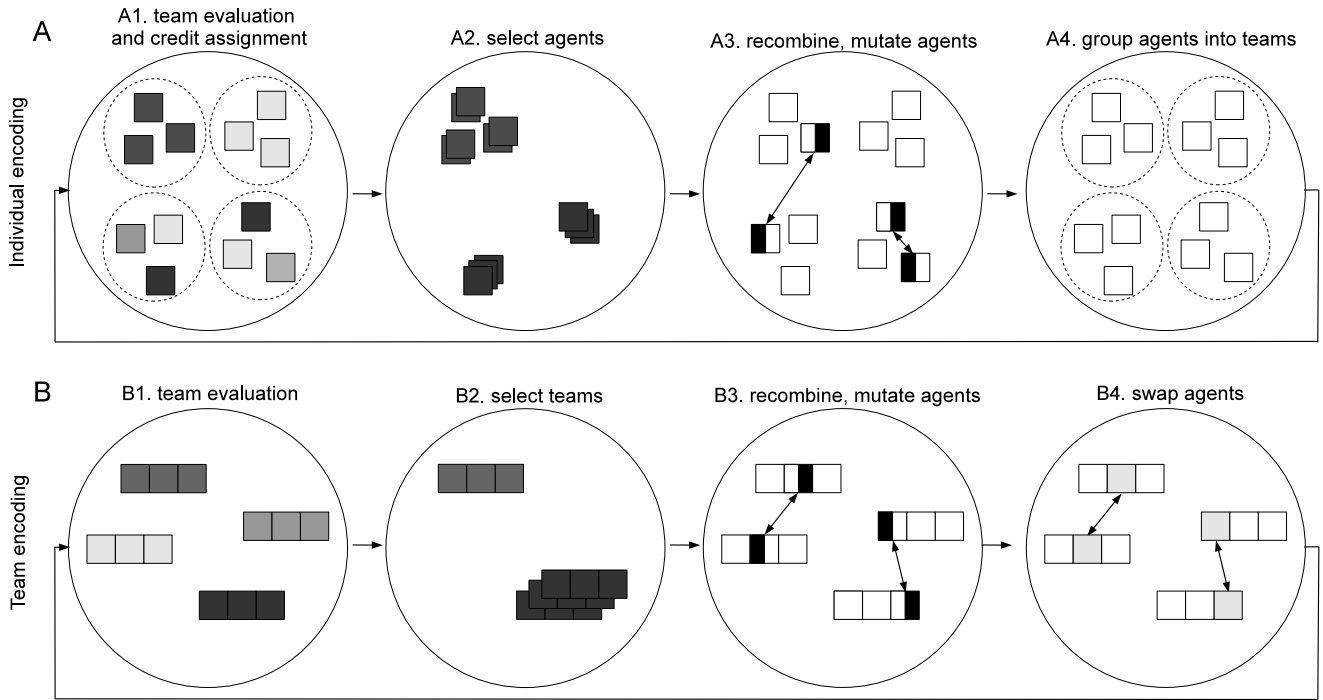 A
A1. team evaluation
and credit assignment
A2. select agents
A3. recombine, mutate agents
A4. group agents into teams
Individual encoding
B
B1. team evaluation
B2. select teams
B3. recombine, mutate agents
B4. swap agents
Team encoding